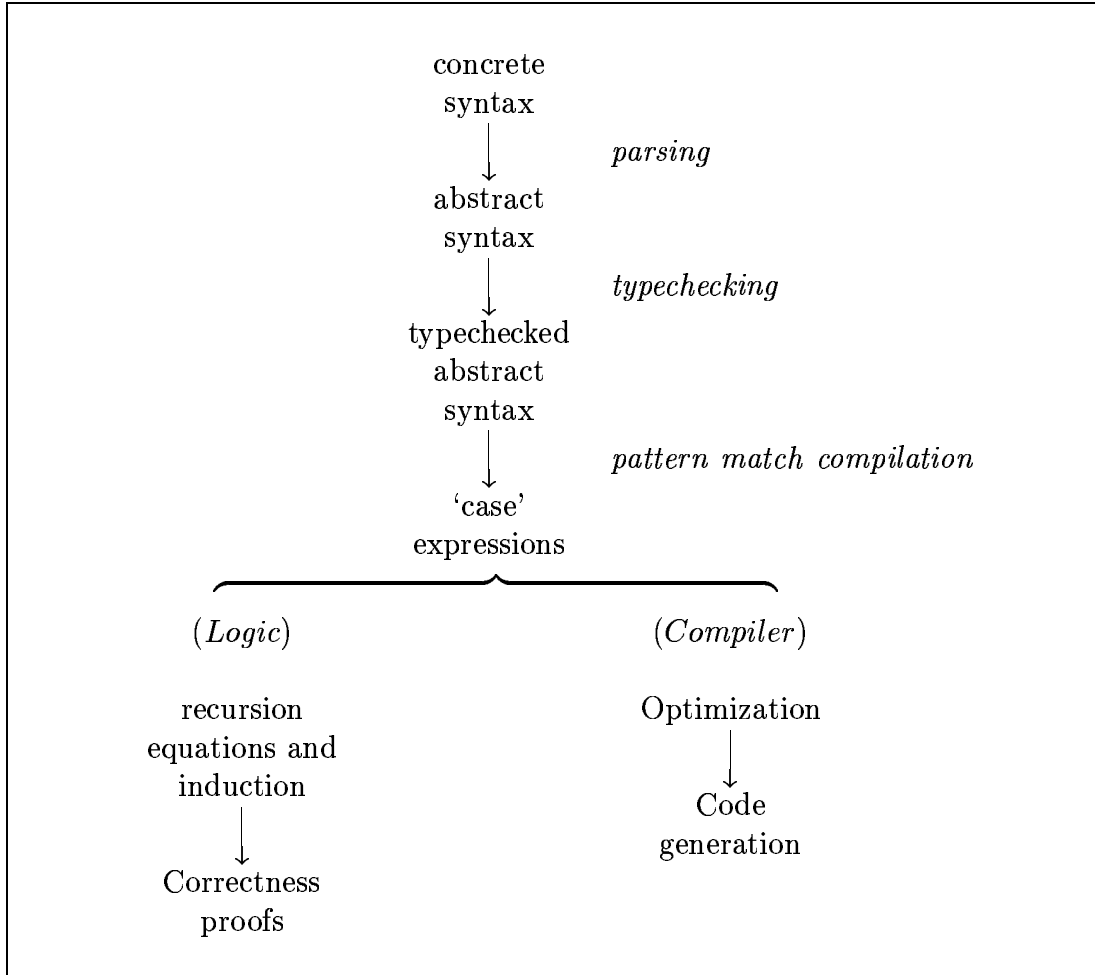 concrete
syntax
parsing
abstract
syntax
typechecking
typechecked
abstract
syntax
pattern match compilation
‘case’
expressions
(Logic)
(Compiler)
recursion
equations and
induction
Optimization
Correctness
proofs
Code
generation